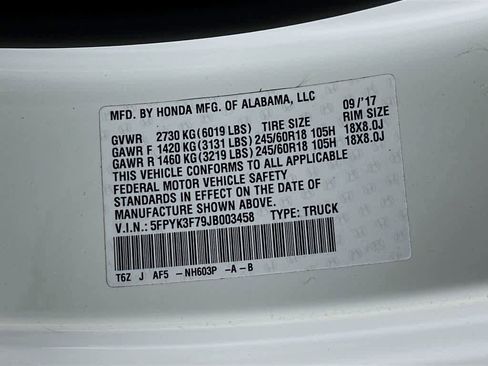 MFD. BY HONDA MFG. OF ALABAMA, LLC 09/'17
GVWR 2730 KG (6019 LBS) TIRE SIZE RIM SIZE
GAWR F 1420 KG (3131 LBS) 245/60R18 105H 18X8.0J
GAWR R 1460 KG (3219 LBS) 245/60R18 105H 18X8.0J
THIS VEHICLE CONFORMS TO ALL APPLICABLE
FEDERAL MOTOR VEHICLE SAFETY
STANDARDS IN EFFECT ON THE DATE OF
MANUFACTURE SHOWN ABOVE.
V.I.N.: 5FPYK3F79JB003458 TYPE: TRUCK
T6Z J AF5 -NH603P -A-B